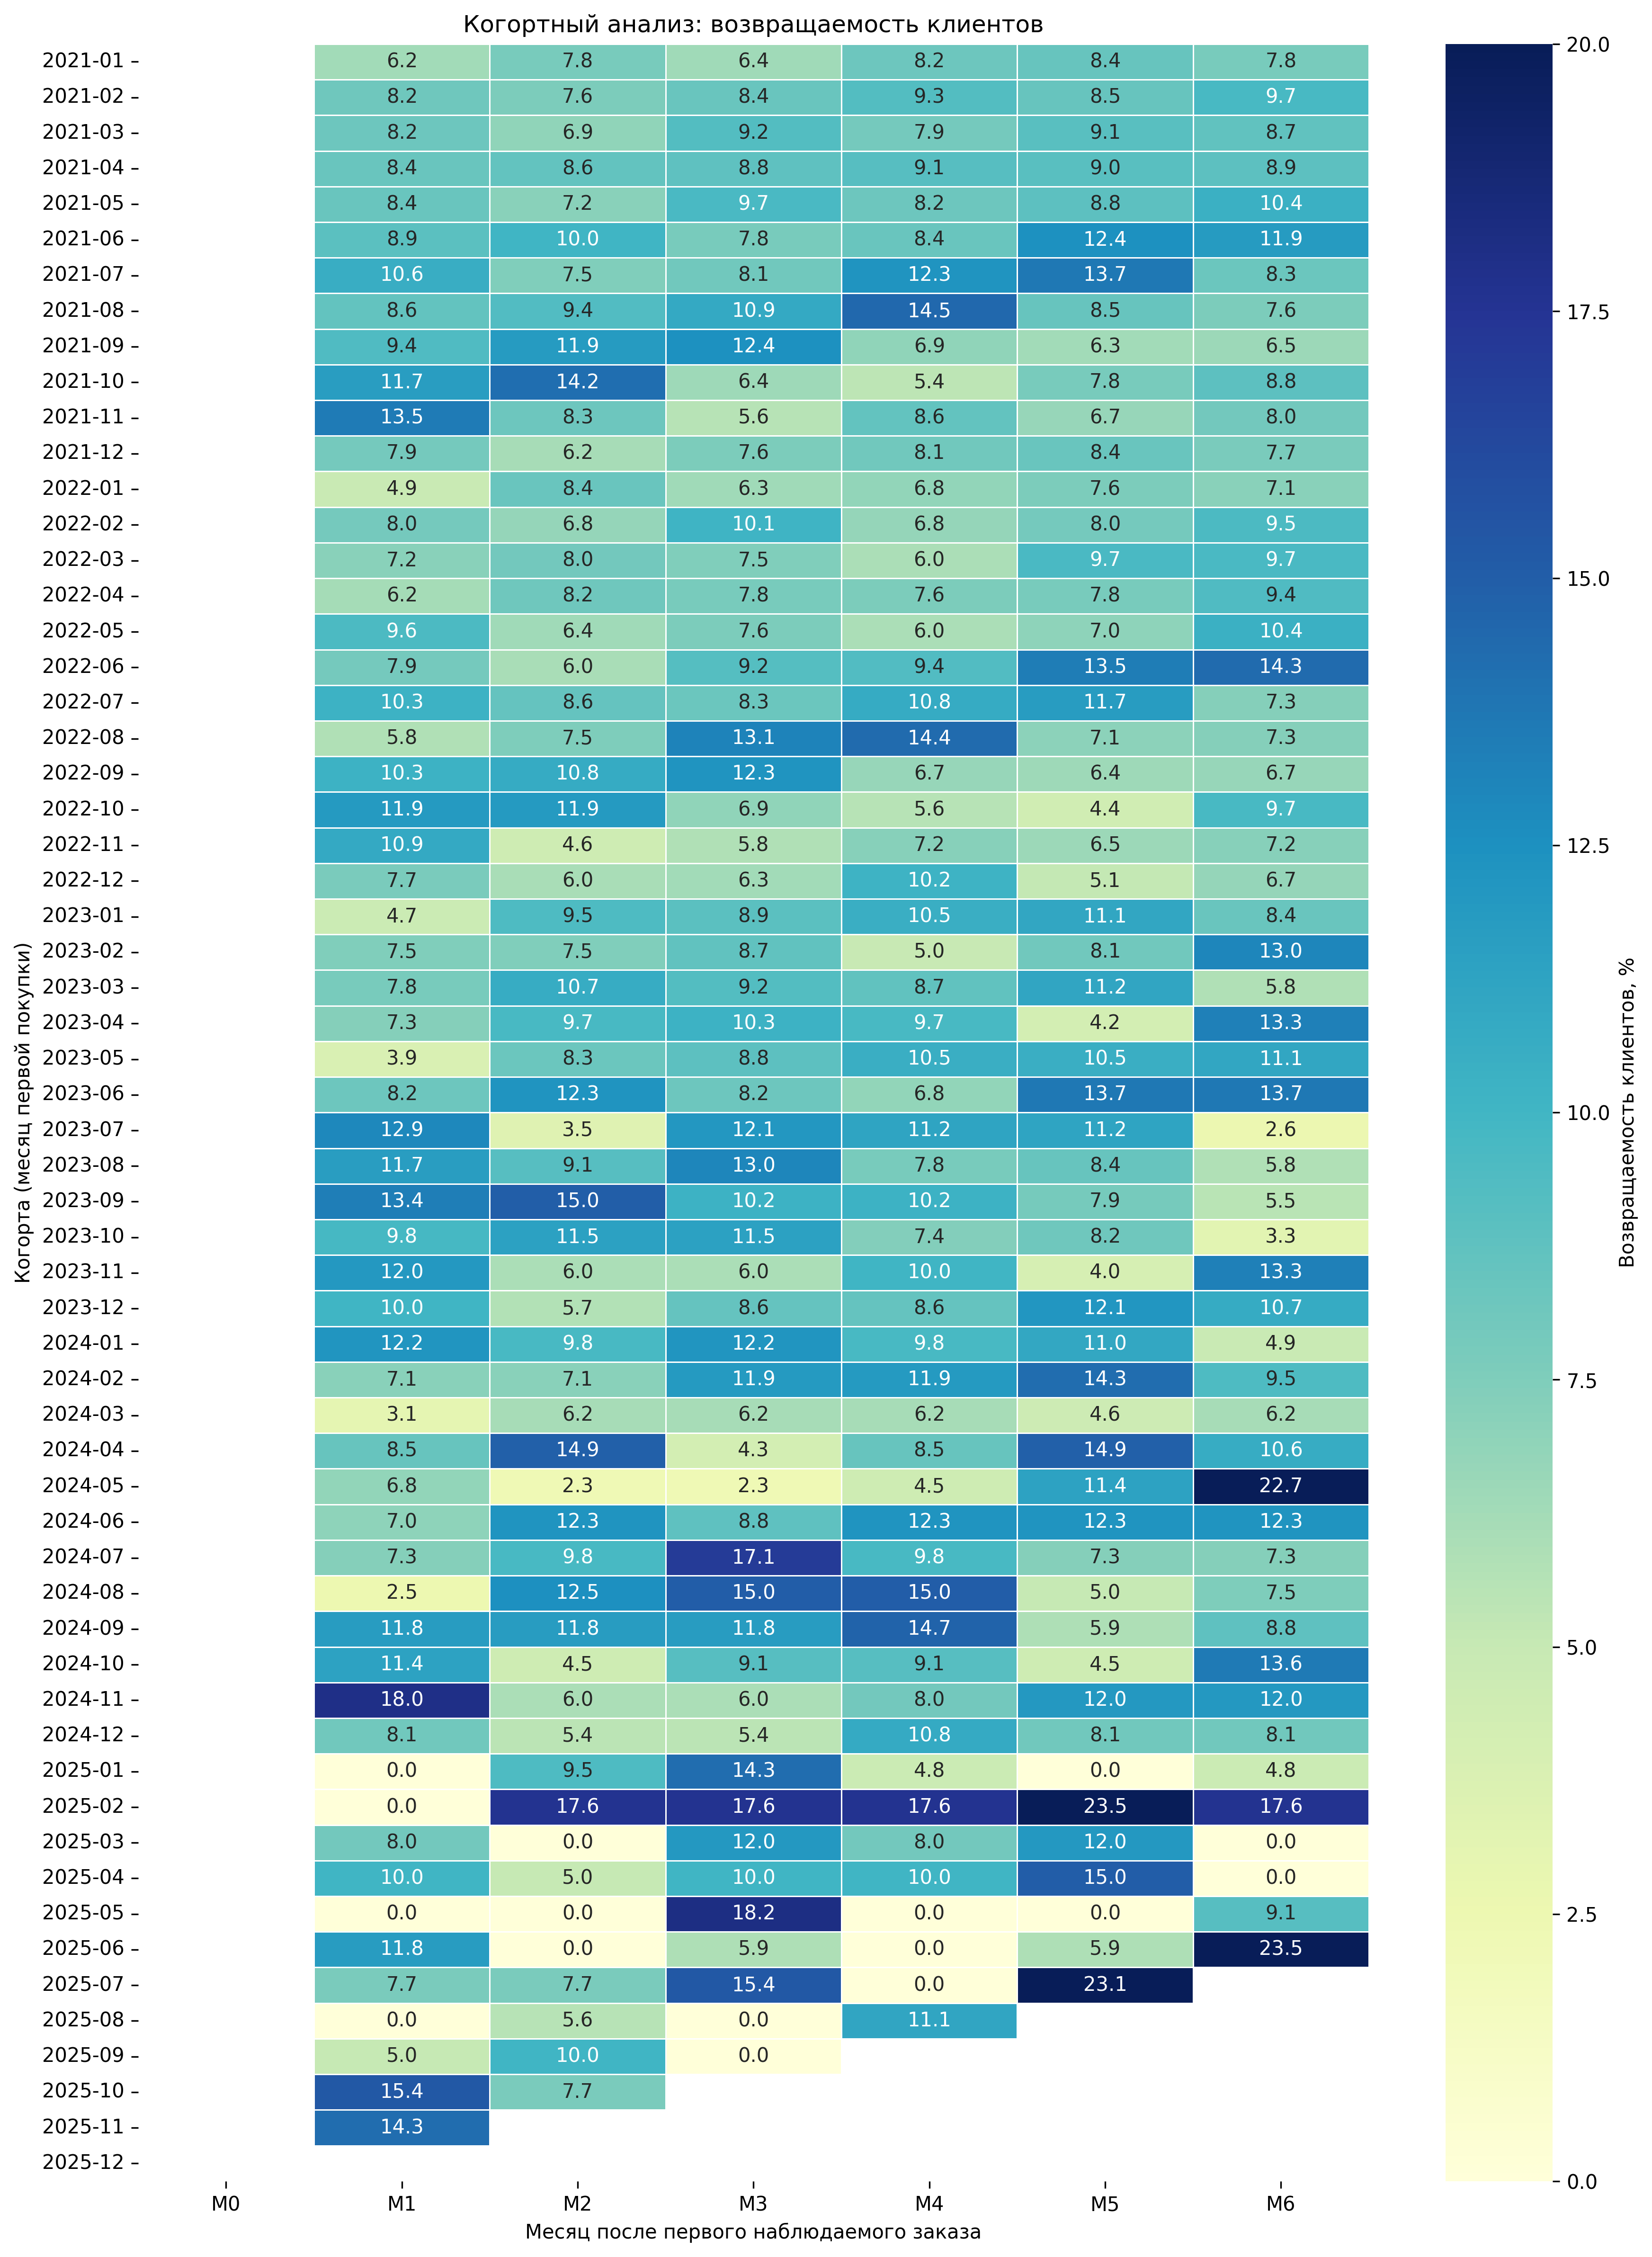 Когортный анализ: возвращаемость клиентов
Когорта (месяц первой покупки)
2021-01 6.2 7.8 6.4 8.2 8.4 7.8
2021-02 8.2 7.6 8.4 9.3 8.5 9.7
2021-03 8.2 6.9 9.2 7.9 9.1 8.7
2021-04 8.4 8.6 8.8 9.1 9.0 8.9
2021-05 8.4 7.2 9.7 8.2 8.8 10.4
2021-06 8.9 10.0 7.8 8.4 12.4 11.9
2021-07 10.6 7.5 8.1 12.3 13.7 8.3
2021-08 8.6 9.4 10.9 14.5 8.5 7.6
2021-09 9.4 11.9 12.4 6.9 6.3 6.5
2021-10 11.7 14.2 6.4 5.4 7.8 8.8
2021-11 13.5 8.3 5.6 8.6 6.7 8.0
2021-12 7.9 6.2 7.6 8.1 8.4 7.7
2022-01 4.9 8.4 6.3 6.8 7.6 7.1
2022-02 8.0 6.8 10.1 6.8 8.0 9.5
2022-03 7.2 8.0 7.5 6.0 9.7 9.7
2022-04 6.2 8.2 7.8 7.6 7.8 9.4
2022-05 9.6 6.4 7.6 6.0 7.0 10.4
2022-06 7.9 6.0 9.2 9.4 13.5 14.3
2022-07 10.3 8.6 8.3 10.8 11.7 7.3
2022-08 5.8 7.5 13.1 14.4 7.1 7.3
2022-09 10.3 10.8 12.3 6.7 6.4 6.7
2022-10 11.9 11.9 6.9 5.6 4.4 9.7
2022-11 10.9 4.6 5.8 7.2 6.5 7.2
2022-12 7.7 6.0 6.3 10.2 5.1 6.7
2023-01 4.7 9.5 8.9 10.5 11.1 8.4
2023-02 7.5 7.5 8.7 5.0 8.1 13.0
2023-03 7.8 10.7 9.2 8.7 11.2 5.8
2023-04 7.3 9.7 10.3 9.7 4.2 13.3
2023-05 3.9 8.3 8.8 10.5 10.5 11.1
2023-06 8.2 12.3 8.2 6.8 13.7 13.7
2023-07 12.9 3.5 12.1 11.2 11.2 2.6
2023-08 11.7 9.1 13.0 7.8 8.4 5.8
2023-09 13.4 15.0 10.2 10.2 7.9 5.5
2023-10 9.8 11.5 11.5 7.4 8.2 3.3
2023-11 12.0 6.0 6.0 10.0 4.0 13.3
2023-12 10.0 5.7 8.6 8.6 12.1 10.7
2024-01 12.2 9.8 12.2 9.8 11.0 4.9
2024-02 7.1 7.1 11.9 11.9 14.3 9.5
2024-03 3.1 6.2 6.2 6.2 4.6 6.2
2024-04 8.5 14.9 4.3 8.5 14.9 10.6
2024-05 6.8 2.3 2.3 4.5 11.4 22.7
2024-06 7.0 12.3 8.8 12.3 12.3 12.3
2024-07 7.3 9.8 17.1 9.8 7.3 7.3
2024-08 2.5 12.5 15.0 15.0 5.0 7.5
2024-09 11.8 11.8 11.8 14.7 5.9 8.8
2024-10 11.4 4.5 9.1 9.1 4.5 13.6
2024-11 18.0 6.0 6.0 8.0 12.0 12.0
2024-12 8.1 5.4 5.4 10.8 8.1 8.1
2025-01 0.0 9.5 14.3 4.8 0.0 4.8
2025-02 0.0 17.6 17.6 17.6 23.5 17.6
2025-03 8.0 0.0 12.0 8.0 12.0 0.0
2025-04 10.0 5.0 10.0 10.0 15.0 0.0
2025-05 0.0 0.0 18.2 0.0 0.0 9.1
2025-06 11.8 0.0 5.9 0.0 5.9 23.5
2025-07 7.7 7.7 15.4 0.0 23.1
2025-08 0.0 5.6 0.0 11.1
2025-09 5.0 10.0 0.0
2025-10 15.4 7.7
2025-11 14.3
2025-12
M0 M1 M2 M3 M4 M5 M6
Месяц после первого наблюдаемого заказа
20.0
17.5
15.0
12.5
10.0
7.5
5.0
2.5
0.0
Возвращаемость клиентов, %